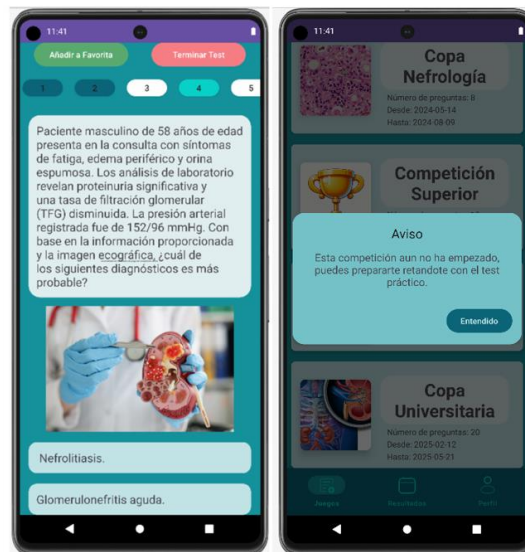 11:41
Añadir a Favorita
Terminar Test
1 2 3 4 5
Paciente masculino de 58 años de edad
presenta en la consulta con síntomas
de fatiga, edema periférico y orina
espumosa. Los análisis de laboratorio
revelan proteinuria significativa y
una tasa de filtración glomerular
(TFG) disminuida. La presión arterial
registrada fue de 152/96 mmHg. Con
base en la información proporcionada
y la imagen ecográfica, ¿cuál de
los siguientes diagnósticos es más
probable?
Nefrolitiasis.
Glomerulonefritis aguda.
11:41
Copa
Nefrología
Número de preguntas: 8
Desde: 2024-05-14
Hasta: 2024-08-09
Competición
Superior
Aviso
Esta competición aun no ha empezado,
puedes prepararte retandote con el test
práctico.
Entendido
Copa
Universitaria
Número de preguntas: 20
Desde: 2025-02-12
Hasta: 2025-05-21
Juegos
Resultados
Perfil